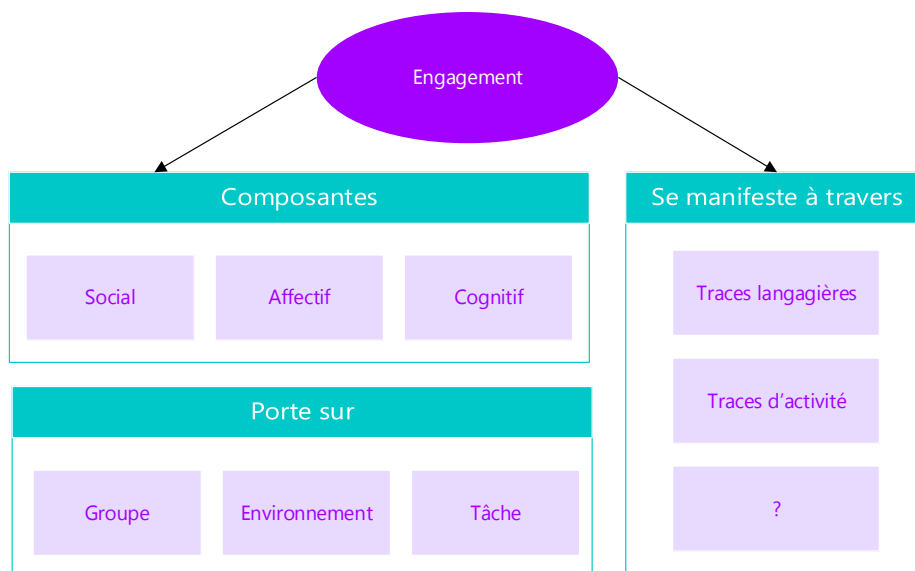 Engagement
Composantes
Social
Affectif
Cognitif
Porte sur
Groupe
Environnement
Tâche
Se manifeste à travers
Traces langagières
Traces d’activité
?